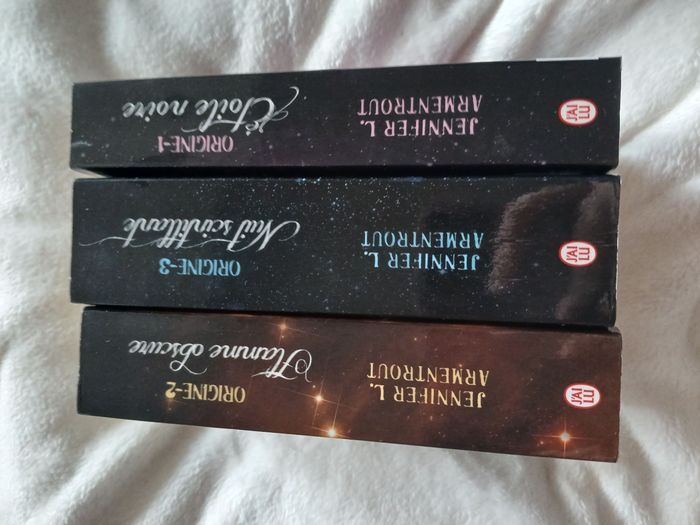 JENNIFER L.
ARMENTROUT
ORIGINE-1
Étoile noire
J'AI
LU
JENNIFER L.
ARMENTROUT
ORIGINE-3
Nuit scintillante
J'AI
LU
JENNIFER L.
ARMENTROUT
ORIGINE-2
Flamme obscure
J'AI
LU